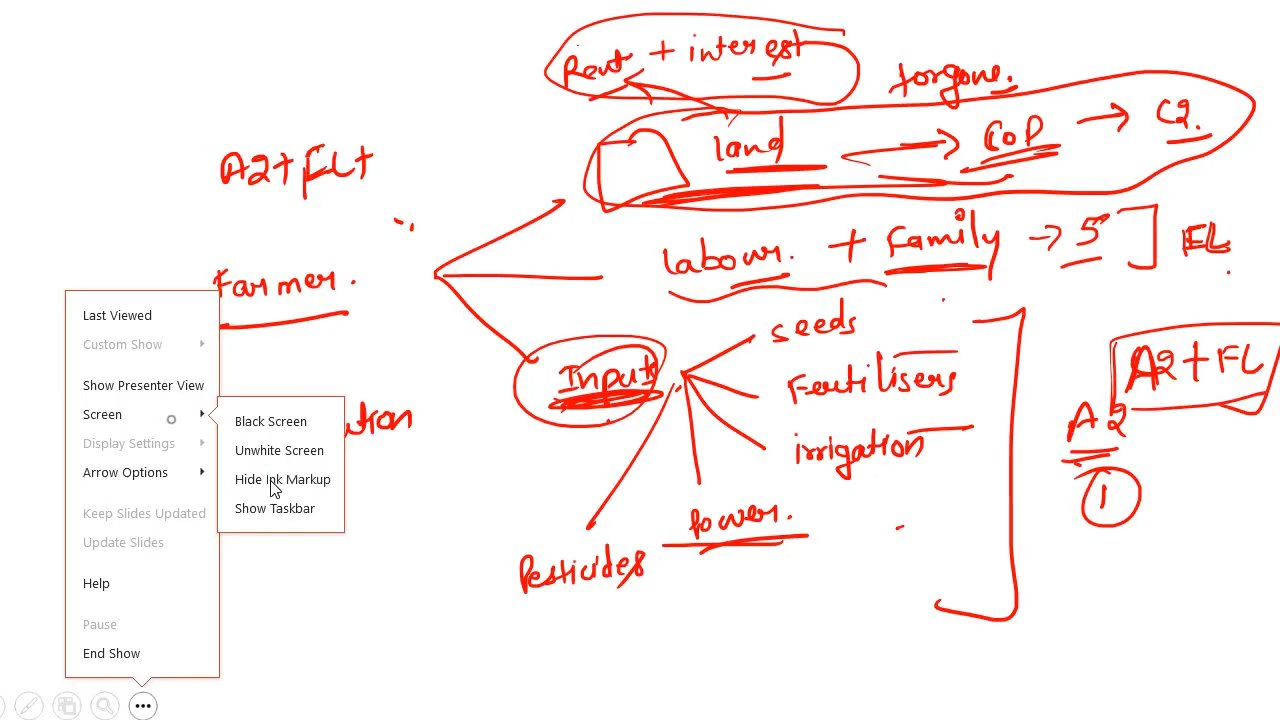 Rent + interest
forgone.
land → COP → C2.
A2+FL+
labour. + Family → 5 ] FL
Farmer.
seeds
Input
Fertilisers
A2+FL
A2
irrigation
1
Power.
Pesticides
Last Viewed
Custom Show
Show Presenter View
Screen
Display Settings
Arrow Options
Keep Slides Updated
Update Slides
Help
Pause
End Show
Black Screen
Unwhite Screen
Hide Ink Markup
Show Taskbar